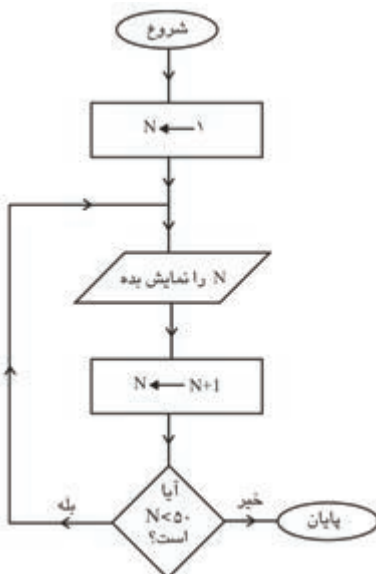 شروع
N ← ۱
N را نمایش بده
N ← N+1
آیا
N<۵۰
است؟
بله
خیر
پایان